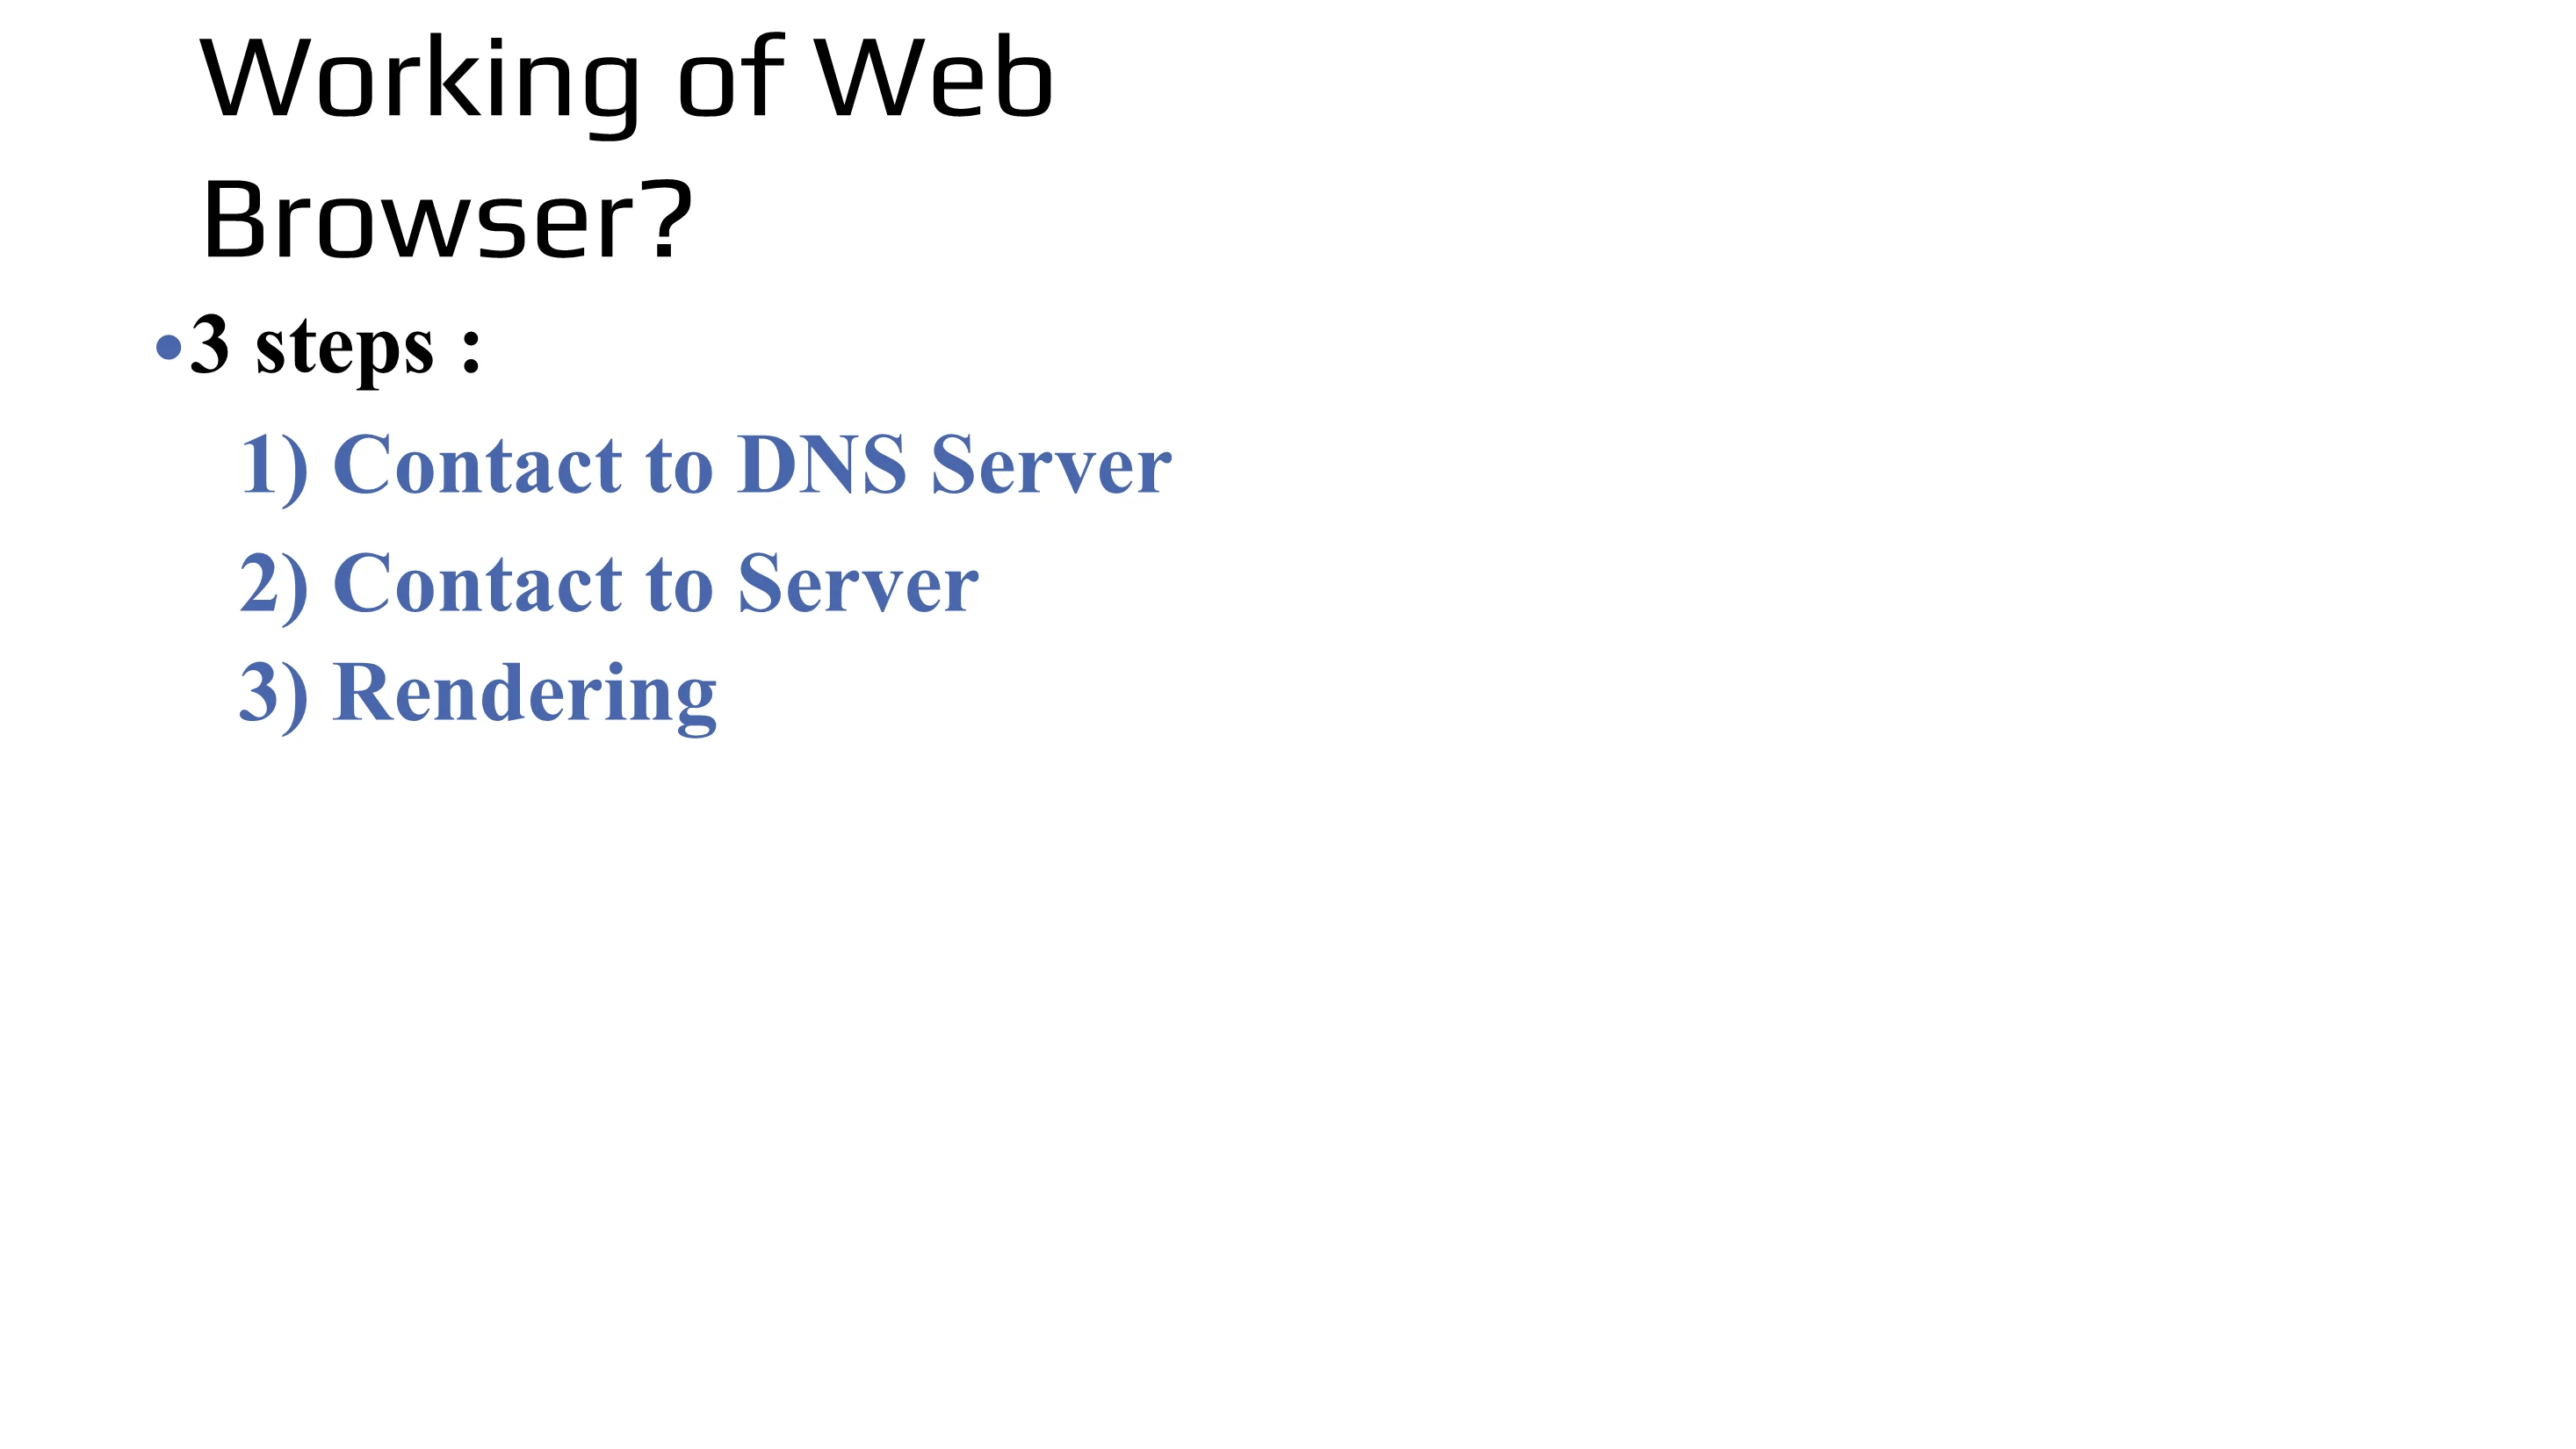 Working of Web
Browser?
•3 steps :
1) Contact to DNS Server
2) Contact to Server
3) Rendering